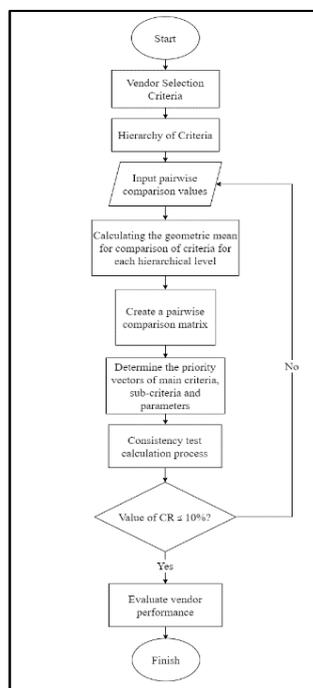 Start
Vendor Selection
Criteria
Hierarchy of Criteria
Input pairwise
comparison values
Calculating the geometric mean
for comparison of criteria for
each hierarchical level
Create a pairwise
comparison matrix
Determine the priority
vectors of main criteria,
sub-criteria and
parameters
Consistency test
calculation process
No
Value of CR ≤ 10%?
Yes
Evaluate vendor
performance
Finish